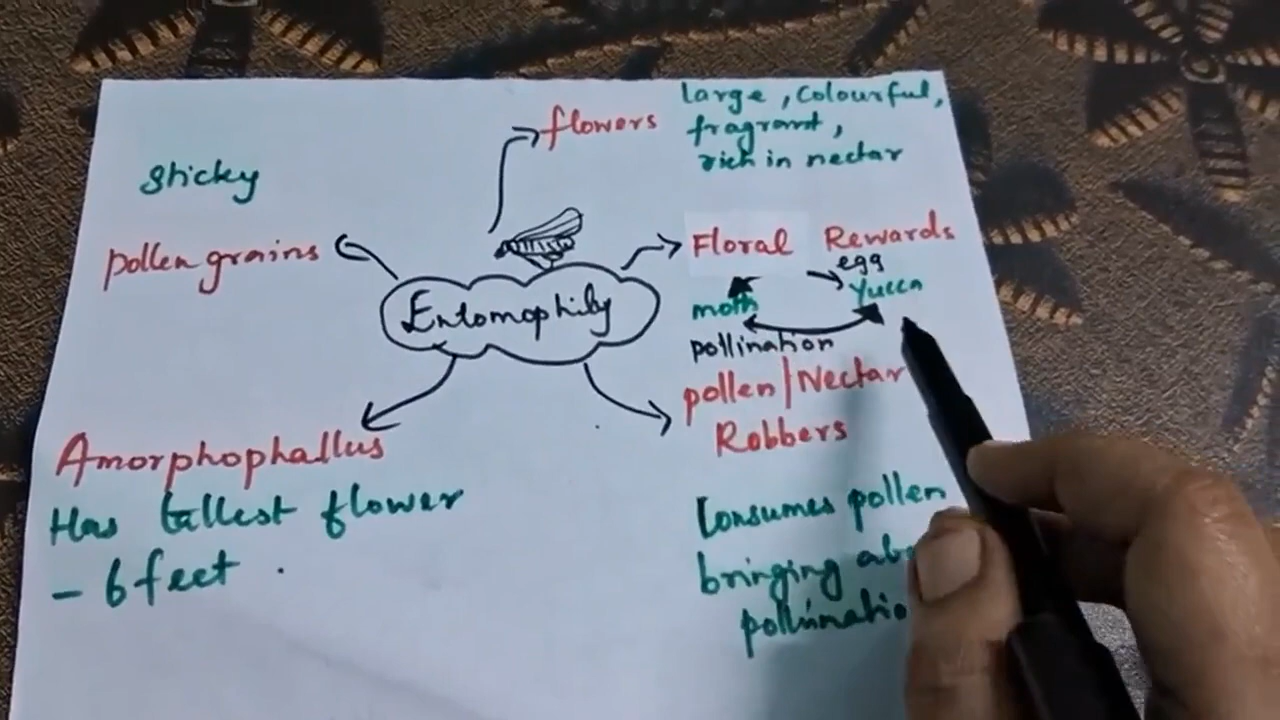 large, Colourful,
flowers fragrant,
rich in nectar
Sticky
pollen grains
Floral Rewards
egg
moth Yucca
pollination
Entomophily
pollen/Nectar
Robbers
Amorphophallus
Has tallest flower
- 6 feet.
Consumes pollen
bringing